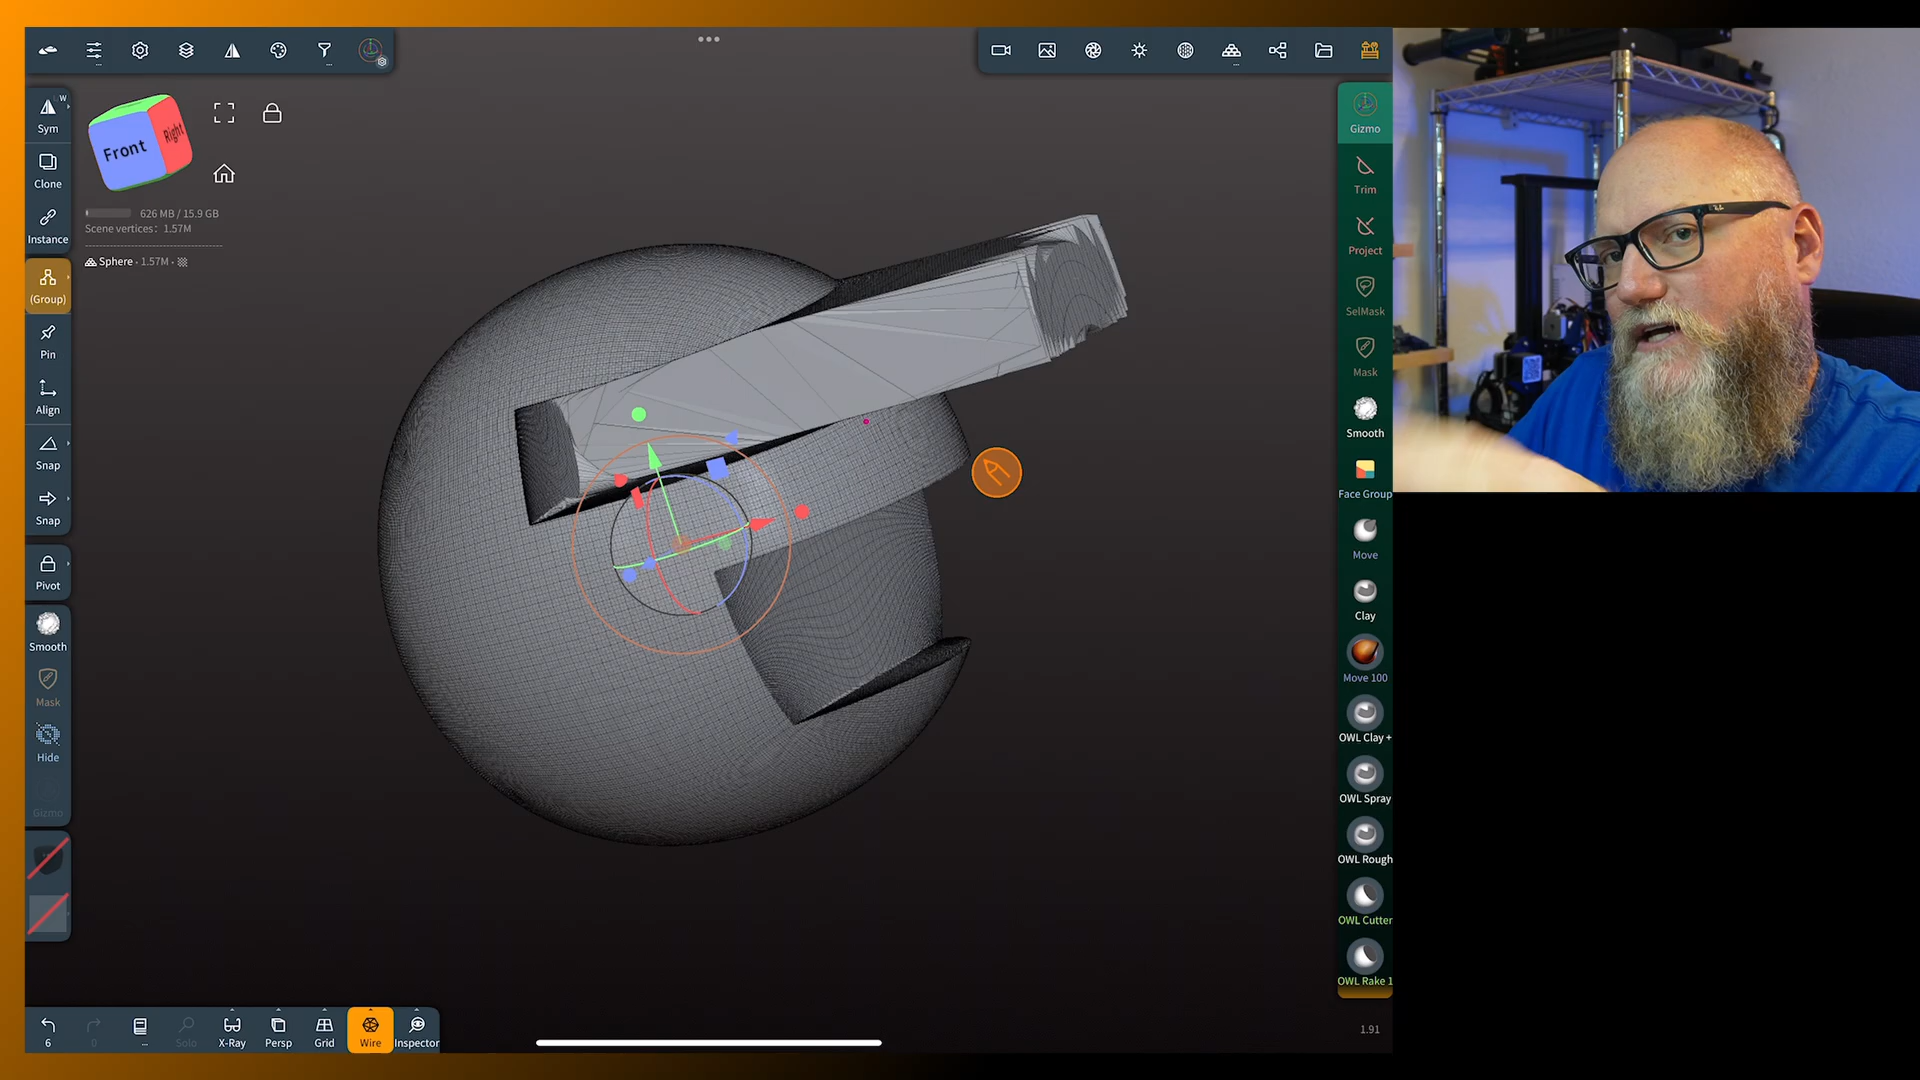 W
Sym
Clone
Instance
(Group)
Pin
Align
Snap
Snap
Pivot
Smooth
Mask
Hide
Gizmo
Front
Right
626 MB / 15.9 GB
Scene vertices: 1.57M
Sphere · 1.57M ·
Gizmo
Trim
Project
SelMask
Mask
Smooth
Face Group
Move
Clay
Move 100
OWL Clay +
OWL Spray
OWL Rough
OWL Cutter
OWL Rake 1
6
0
...
Solo
X-Ray
Persp
Grid
Wire
Inspector
1.91